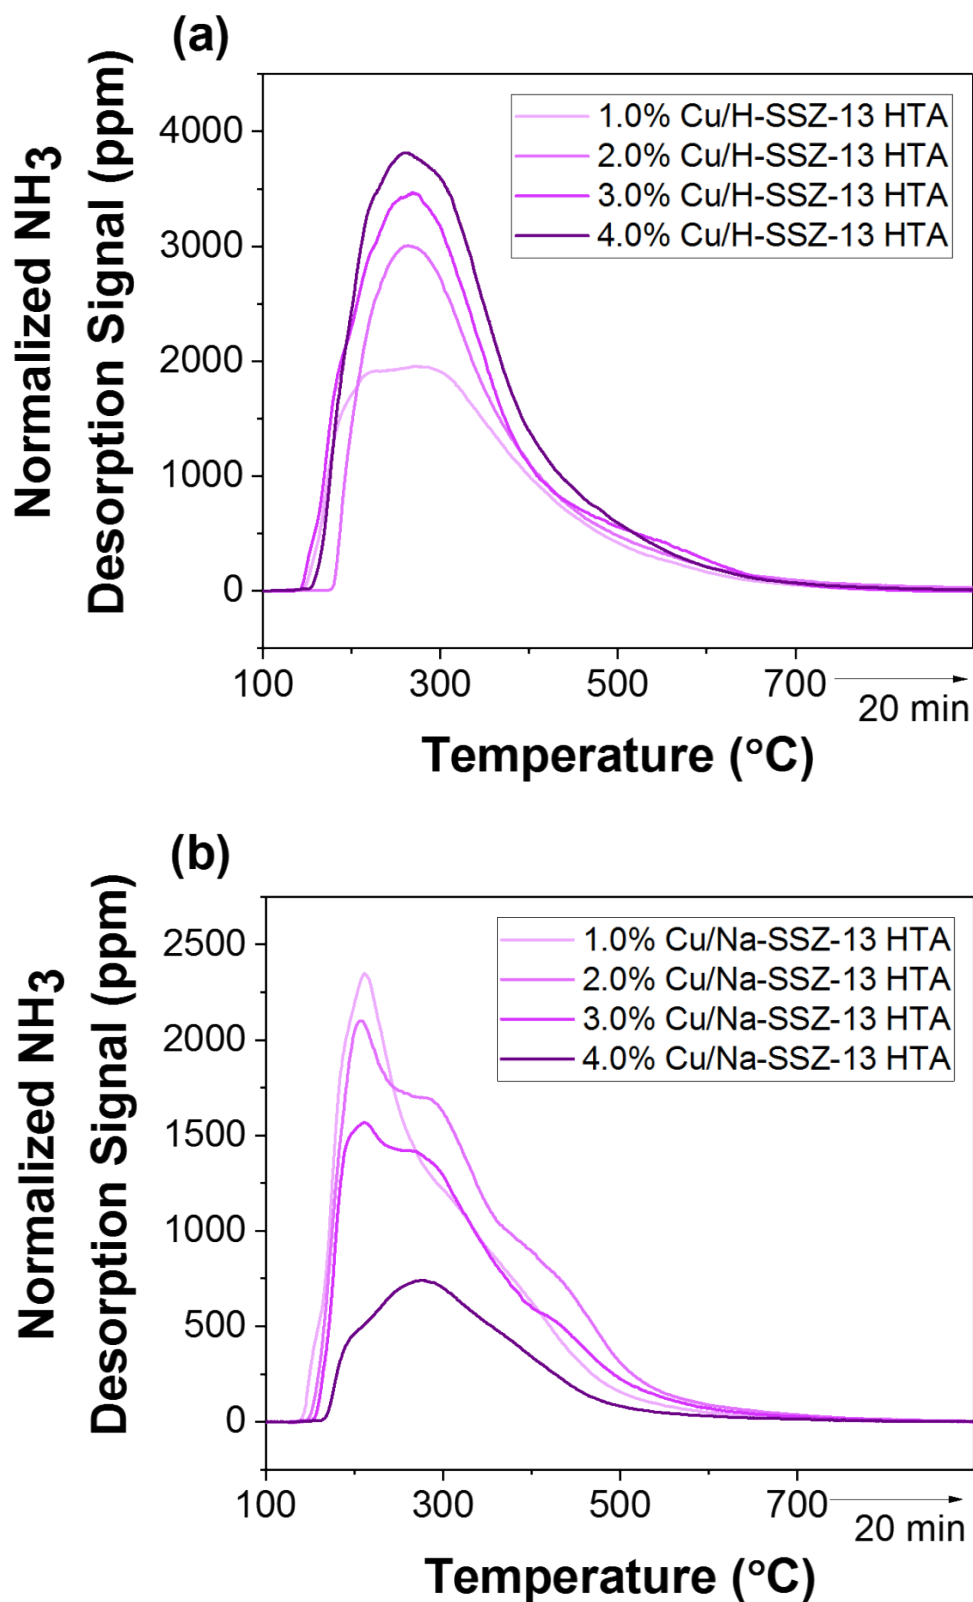 (a)
Normalized NH3
Desorption Signal (ppm)
4000
3000
2000
1000
0
1.0% Cu/H-SSZ-13 HTA
2.0% Cu/H-SSZ-13 HTA
3.0% Cu/H-SSZ-13 HTA
4.0% Cu/H-SSZ-13 HTA
100 300 500 700
20 min
Temperature (°C)
(b)
Normalized NH3
Desorption Signal (ppm)
2500
2000
1500
1000
500
0
1.0% Cu/Na-SSZ-13 HTA
2.0% Cu/Na-SSZ-13 HTA
3.0% Cu/Na-SSZ-13 HTA
4.0% Cu/Na-SSZ-13 HTA
100 300 500 700
20 min
Temperature (°C)